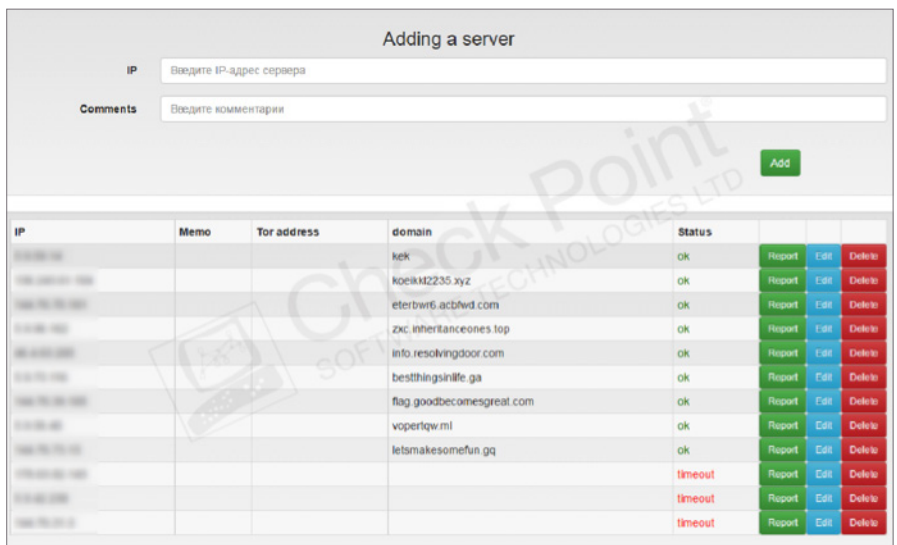 Adding a server
IP Введите IP-адрес сервера
Comments Введите комментарии
Add
Check Point
SOFTWARE TECHNOLOGIES LTD
IP Memo Tor address domain Status
kek ok Report Edit Delete
koeikkl2235.xyz ok Report Edit Delete
eterbwr6.acbfwd.com ok Report Edit Delete
zxc.inheritanceones.top ok Report Edit Delete
info.resolvingdoor.com ok Report Edit Delete
bestthingsinlife.ga ok Report Edit Delete
flag.goodbecomesgreat.com ok Report Edit Delete
vopertqw.ml ok Report Edit Delete
letsmakesomefun.gq ok Report Edit Delete
timeout Report Edit Delete
timeout Report Edit Delete
timeout Report Edit Delete